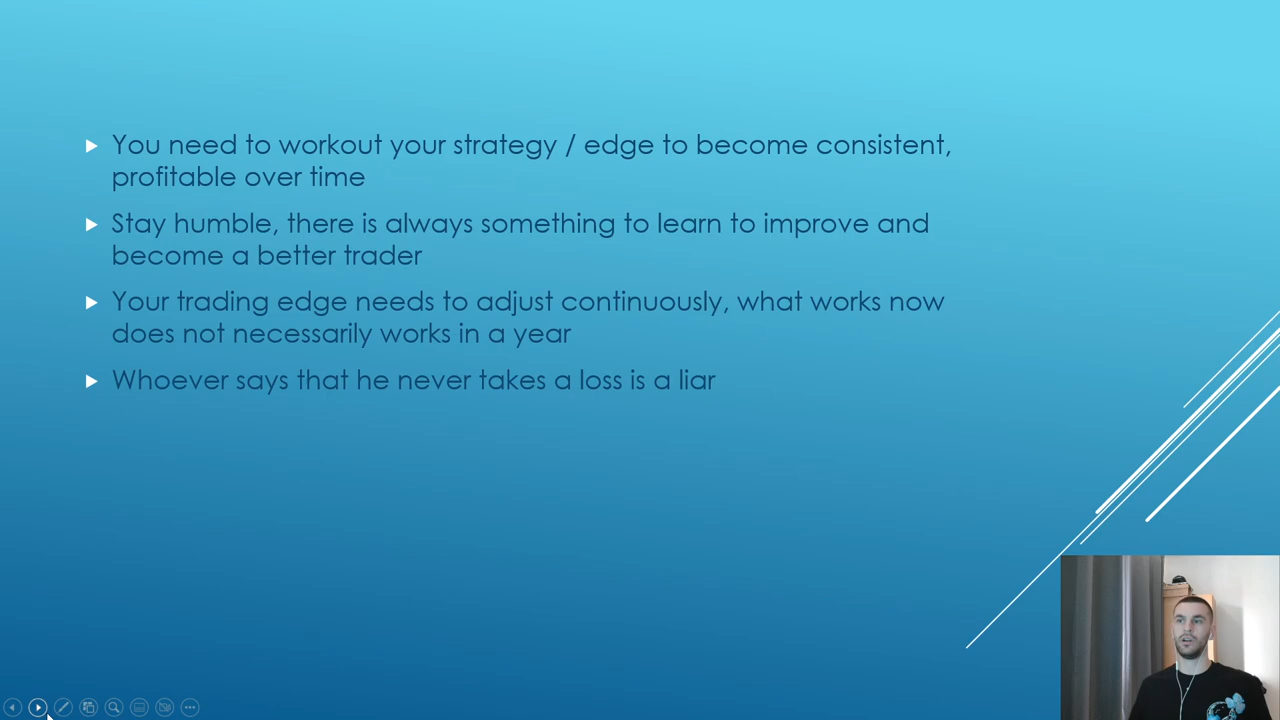 You need to workout your strategy / edge to become consistent,
profitable over time
Stay humble, there is always something to learn to improve and
become a better trader
Your trading edge needs to adjust continuously, what works now
does not necessarily works in a year
Whoever says that he never takes a loss is a liar